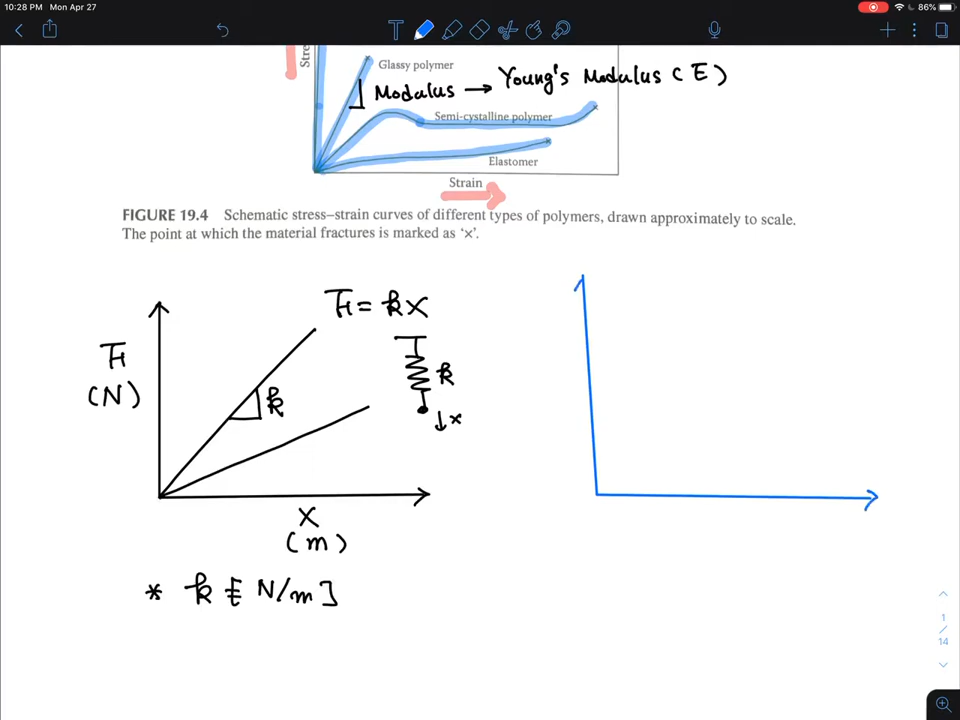 10:28 PM Mon Apr 27
86%
Stre
Glassy polymer
Modulus → Young's Modulus (E)
Semi-cystalline polymer
Elastomer
Strain
FIGURE 19.4 Schematic stress–strain curves of different types of polymers, drawn approximately to scale.
The point at which the material fractures is marked as ‘×’.
F = kx
F
(N)
k
k
↓x
x
(m)
* k [N/m]
1
/
14